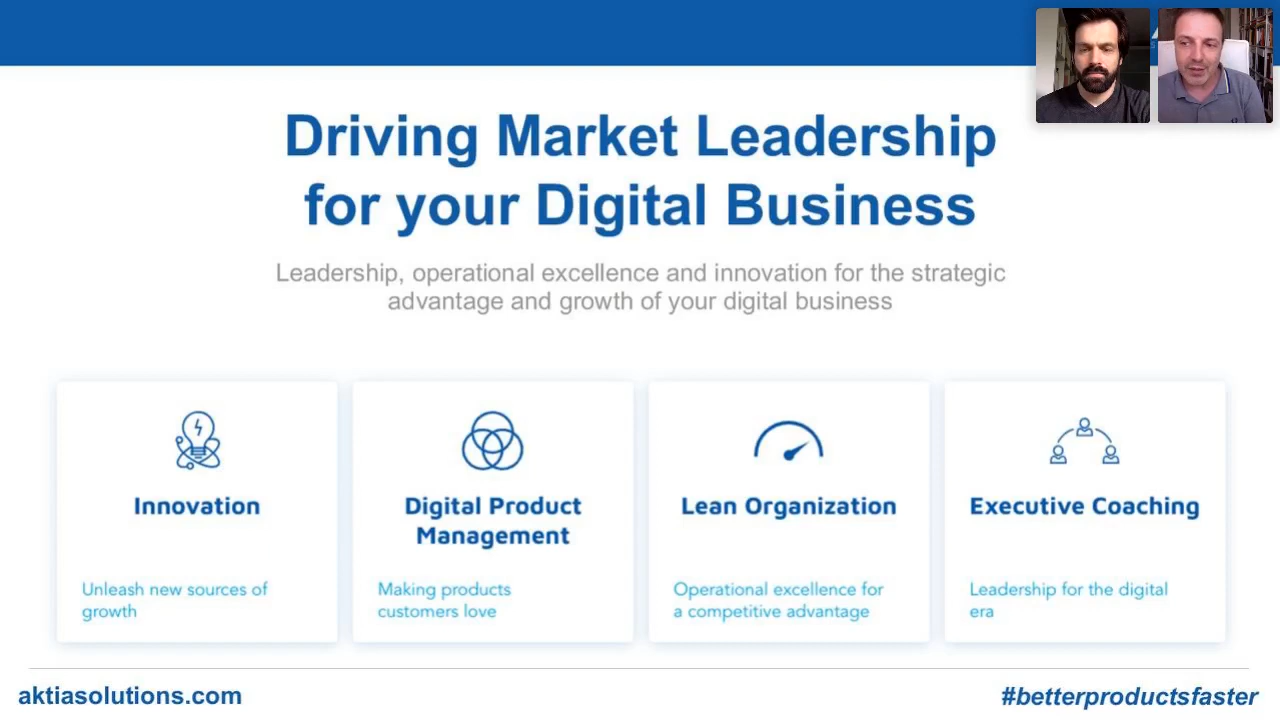 Driving Market Leadership
for your Digital Business
Leadership, operational excellence and innovation for the strategic
advantage and growth of your digital business
Innovation
Unleash new sources of
growth
Digital Product
Management
Making products
customers love
Lean Organization
Operational excellence for
a competitive advantage
Executive Coaching
Leadership for the digital
era
aktiasolutions.com
#betterproductsfaster